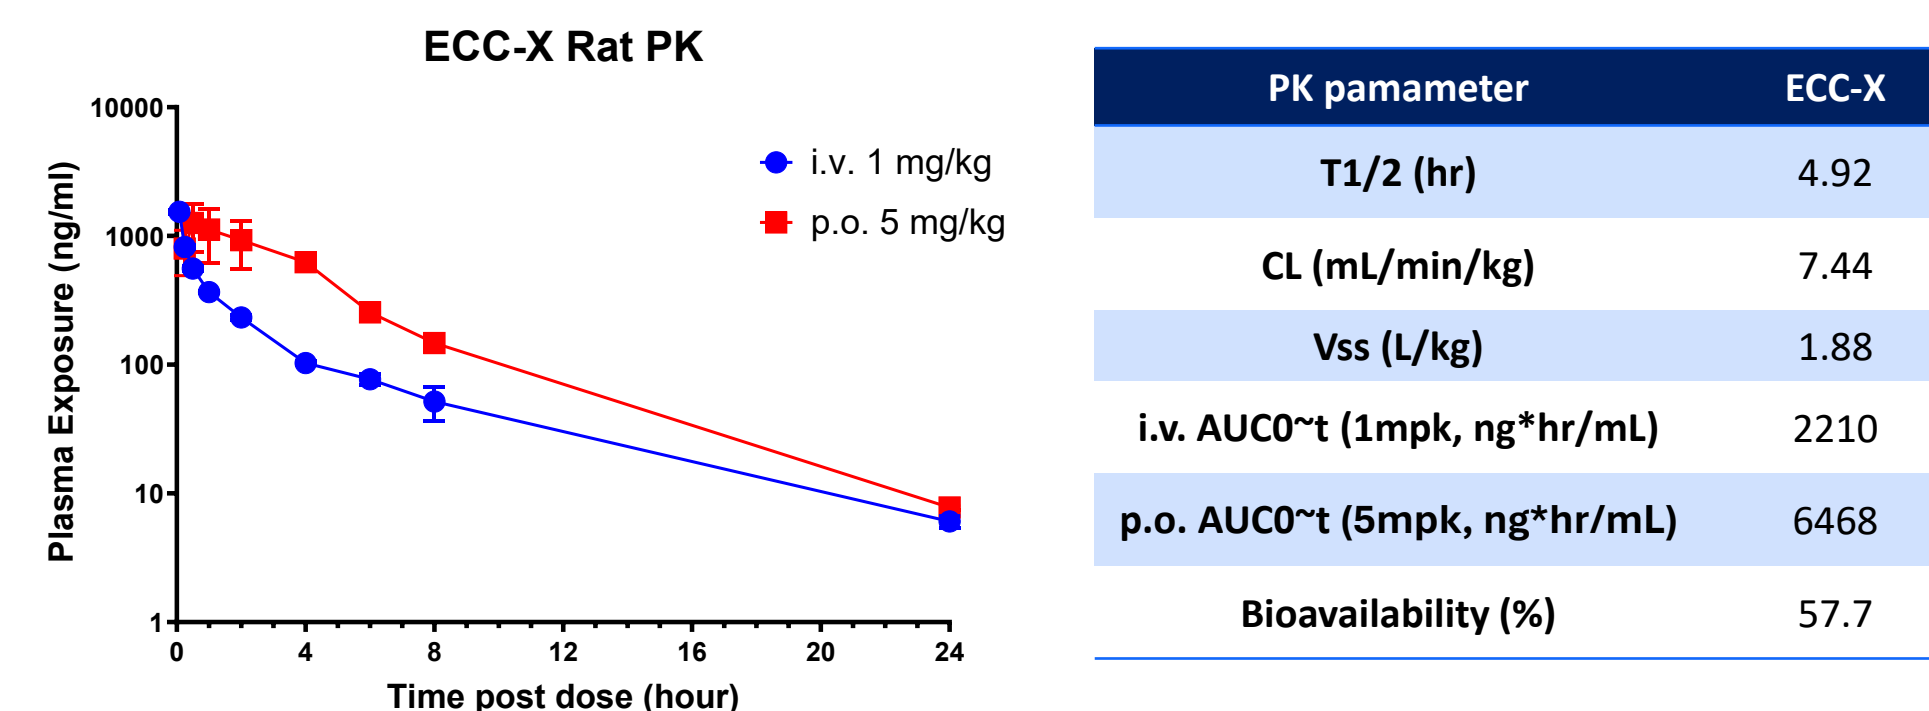 ECC-X Rat PK
10000
1000
100
10
1
0 4 8 12 16 20 24
Plasma Exposure (ng/ml)
Time post dose (hour)
i.v. 1 mg/kg
p.o. 5 mg/kg
PK pamameter ECC-X
T1/2 (hr) 4.92
CL (mL/min/kg) 7.44
Vss (L/kg) 1.88
i.v. AUC0~t (1mpk, ng*hr/mL) 2210
p.o. AUC0~t (5mpk, ng*hr/mL) 6468
Bioavailability (%) 57.7